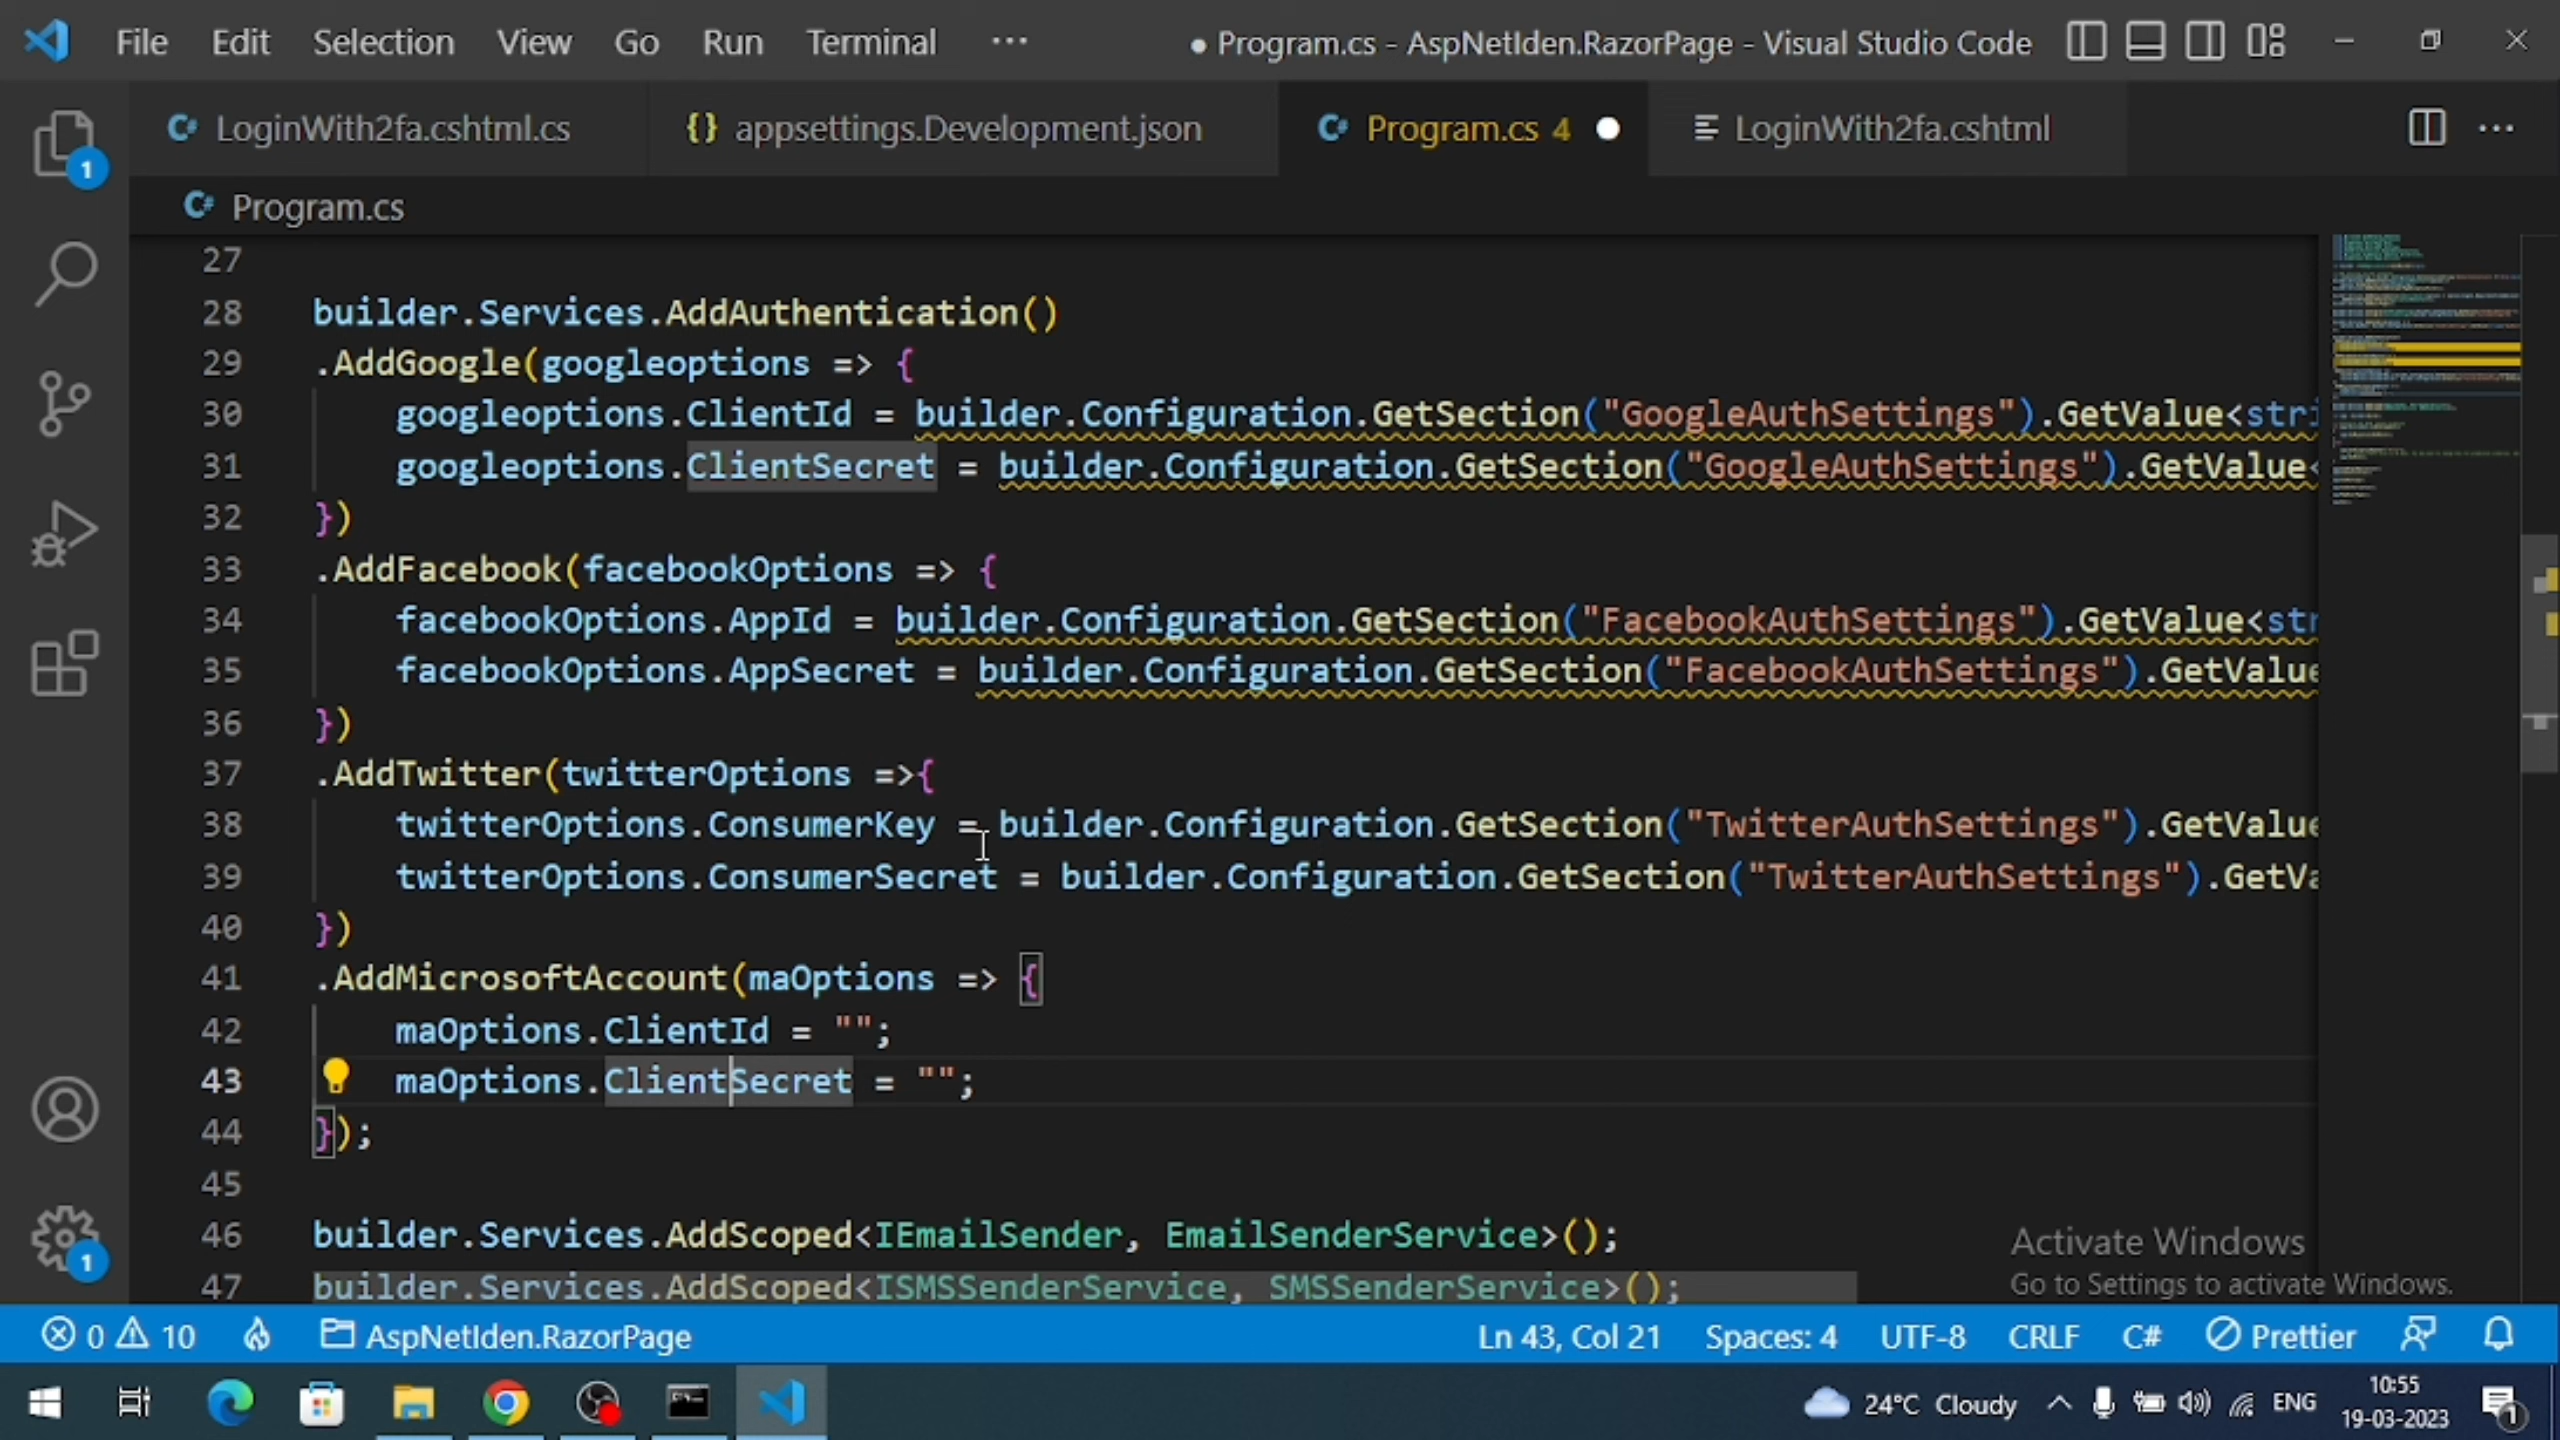 File Edit Selection View Go Run Terminal ··· ● Program.cs - AspNetIden.RazorPage - Visual Studio Code
LoginWith2fa.cshtml.cs {} appsettings.Development.json Program.cs 4 LoginWith2fa.cshtml
Program.cs
27
28 builder.Services.AddAuthentication()
29 .AddGoogle(googleoptions => {
30 googleoptions.ClientId = builder.Configuration.GetSection("GoogleAuthSettings").GetValue<stri
31 googleoptions.ClientSecret = builder.Configuration.GetSection("GoogleAuthSettings").GetValue<
32 })
33 .AddFacebook(facebookOptions => {
34 facebookOptions.AppId = builder.Configuration.GetSection("FacebookAuthSettings").GetValue<str
35 facebookOptions.AppSecret = builder.Configuration.GetSection("FacebookAuthSettings").GetValue
36 })
37 .AddTwitter(twitterOptions =>{
38 twitterOptions.ConsumerKey = builder.Configuration.GetSection("TwitterAuthSettings").GetValue
39 twitterOptions.ConsumerSecret = builder.Configuration.GetSection("TwitterAuthSettings").GetVa
40 })
41 .AddMicrosoftAccount(maOptions => {
42 maOptions.ClientId = "";
43 maOptions.ClientSecret = "";
44 });
45
46 builder.Services.AddScoped<IEmailSender, EmailSenderService>();
47 builder.Services.AddScoped<ISMSSenderService, SMSSenderService>();
Activate Windows
Go to Settings to activate Windows.
1
1
0 10 AspNetIden.RazorPage Ln 43, Col 21 Spaces: 4 UTF-8 CRLF C# Prettier
24°C Cloudy ENG 10:55
19-03-2023 1